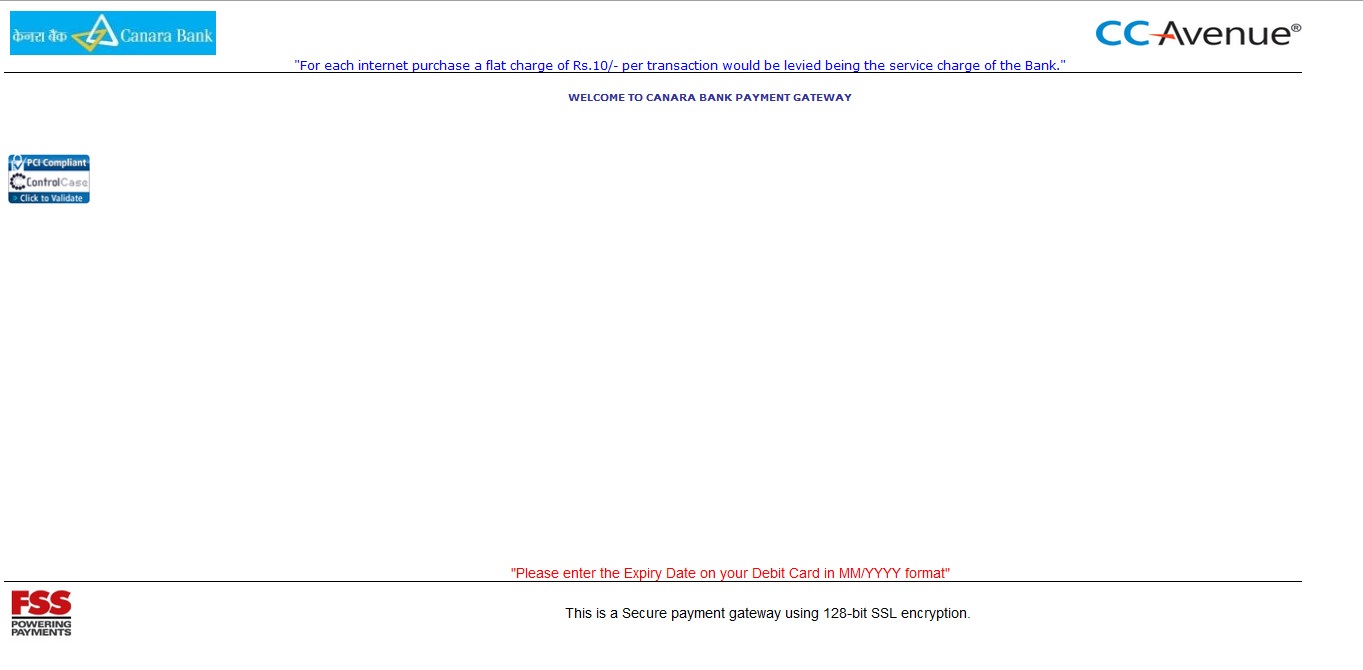 केनरा बैंक Canara Bank
CCAvenue®
"For each internet purchase a flat charge of Rs.10/- per transaction would be levied being the service charge of the Bank."
WELCOME TO CANARA BANK PAYMENT GATEWAY
PCI Compliant
ControlCase
> Click to Validate
"Please enter the Expiry Date on your Debit Card in MM/YYYY format"
FSS
POWERING
PAYMENTS
This is a Secure payment gateway using 128-bit SSL encryption.